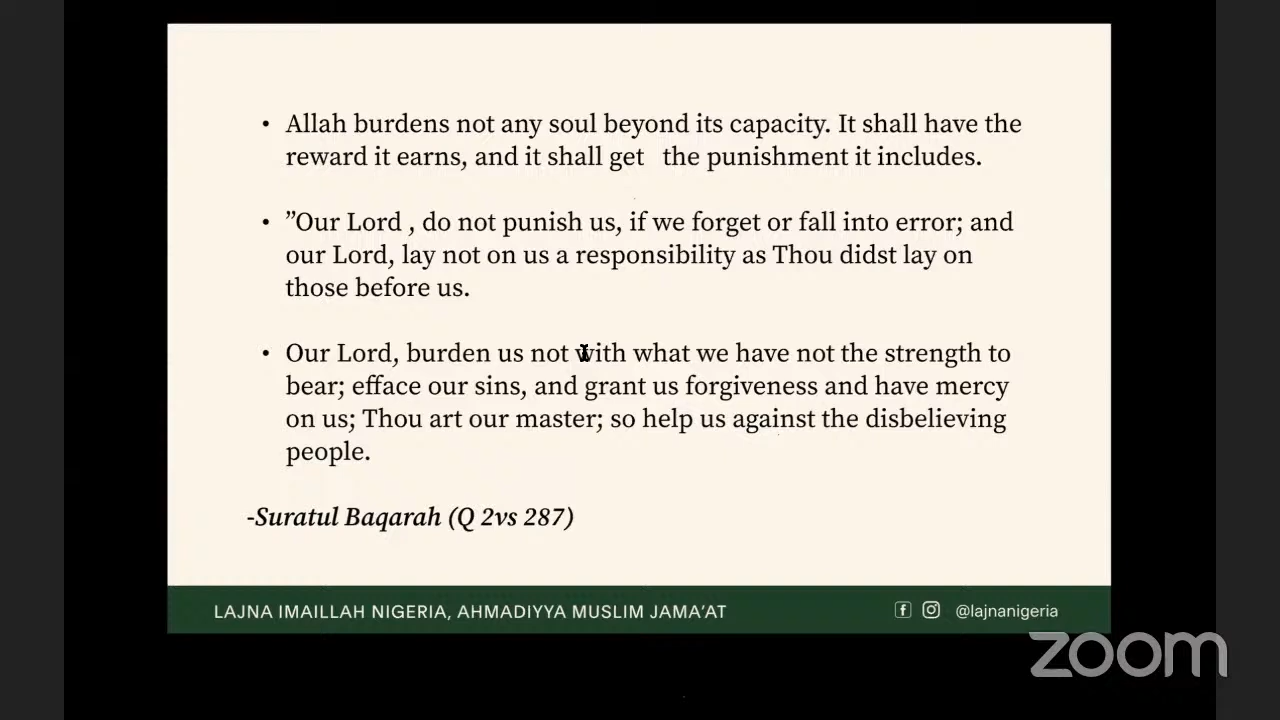 • Allah burdens not any soul beyond its capacity. It shall have the
reward it earns, and it shall get the punishment it includes.
• ”Our Lord , do not punish us, if we forget or fall into error; and
our Lord, lay not on us a responsibility as Thou didst lay on
those before us.
• Our Lord, burden us not with what we have not the strength to
bear; efface our sins, and grant us forgiveness and have mercy
on us; Thou art our master; so help us against the disbelieving
people.
-Suratul Baqarah (Q 2vs 287)
LAJNA IMAILLAH NIGERIA, AHMADIYYA MUSLIM JAMA’AT
@lajnanigeria
zoom